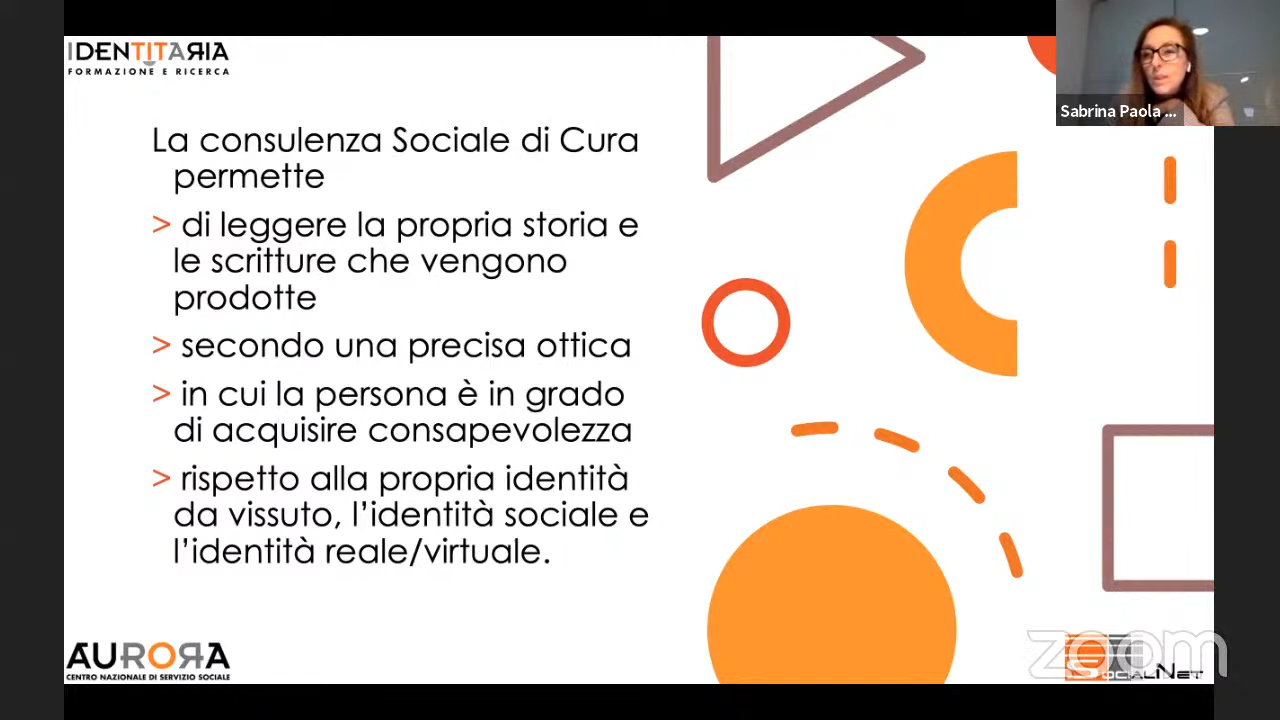 IDENTITARIA
FORMAZIONE E RICERCA
Sabrina Paola ...
La consulenza Sociale di Cura
permette
> di leggere la propria storia e
le scritture che vengono
prodotte
> secondo una precisa ottica
> in cui la persona è in grado
di acquisire consapevolezza
> rispetto alla propria identità
da vissuto, l’identità sociale e
l’identità reale/virtuale.
AURORA
CENTRO NAZIONALE DI SERVIZIO SOCIALE
zoom
SOCIALNET